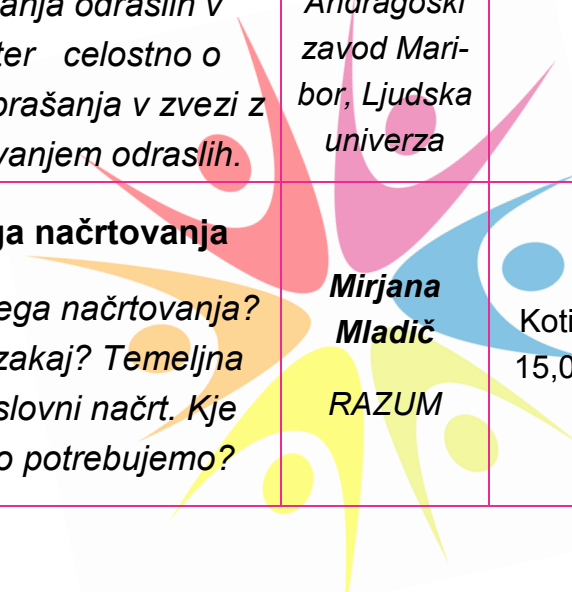 anja odraslih v
ter celostno o
prašanja v zvezi z
vanjem odraslih.
Andragoški
zavod Mari-
bor, Ljudska
univerza
ga načrtovanja
ega načrtovanja?
zakaj? Temeljna
slovni načrt. Kje
o potrebujemo?
Mirjana
Mladič
RAZUM
Koti
15,0